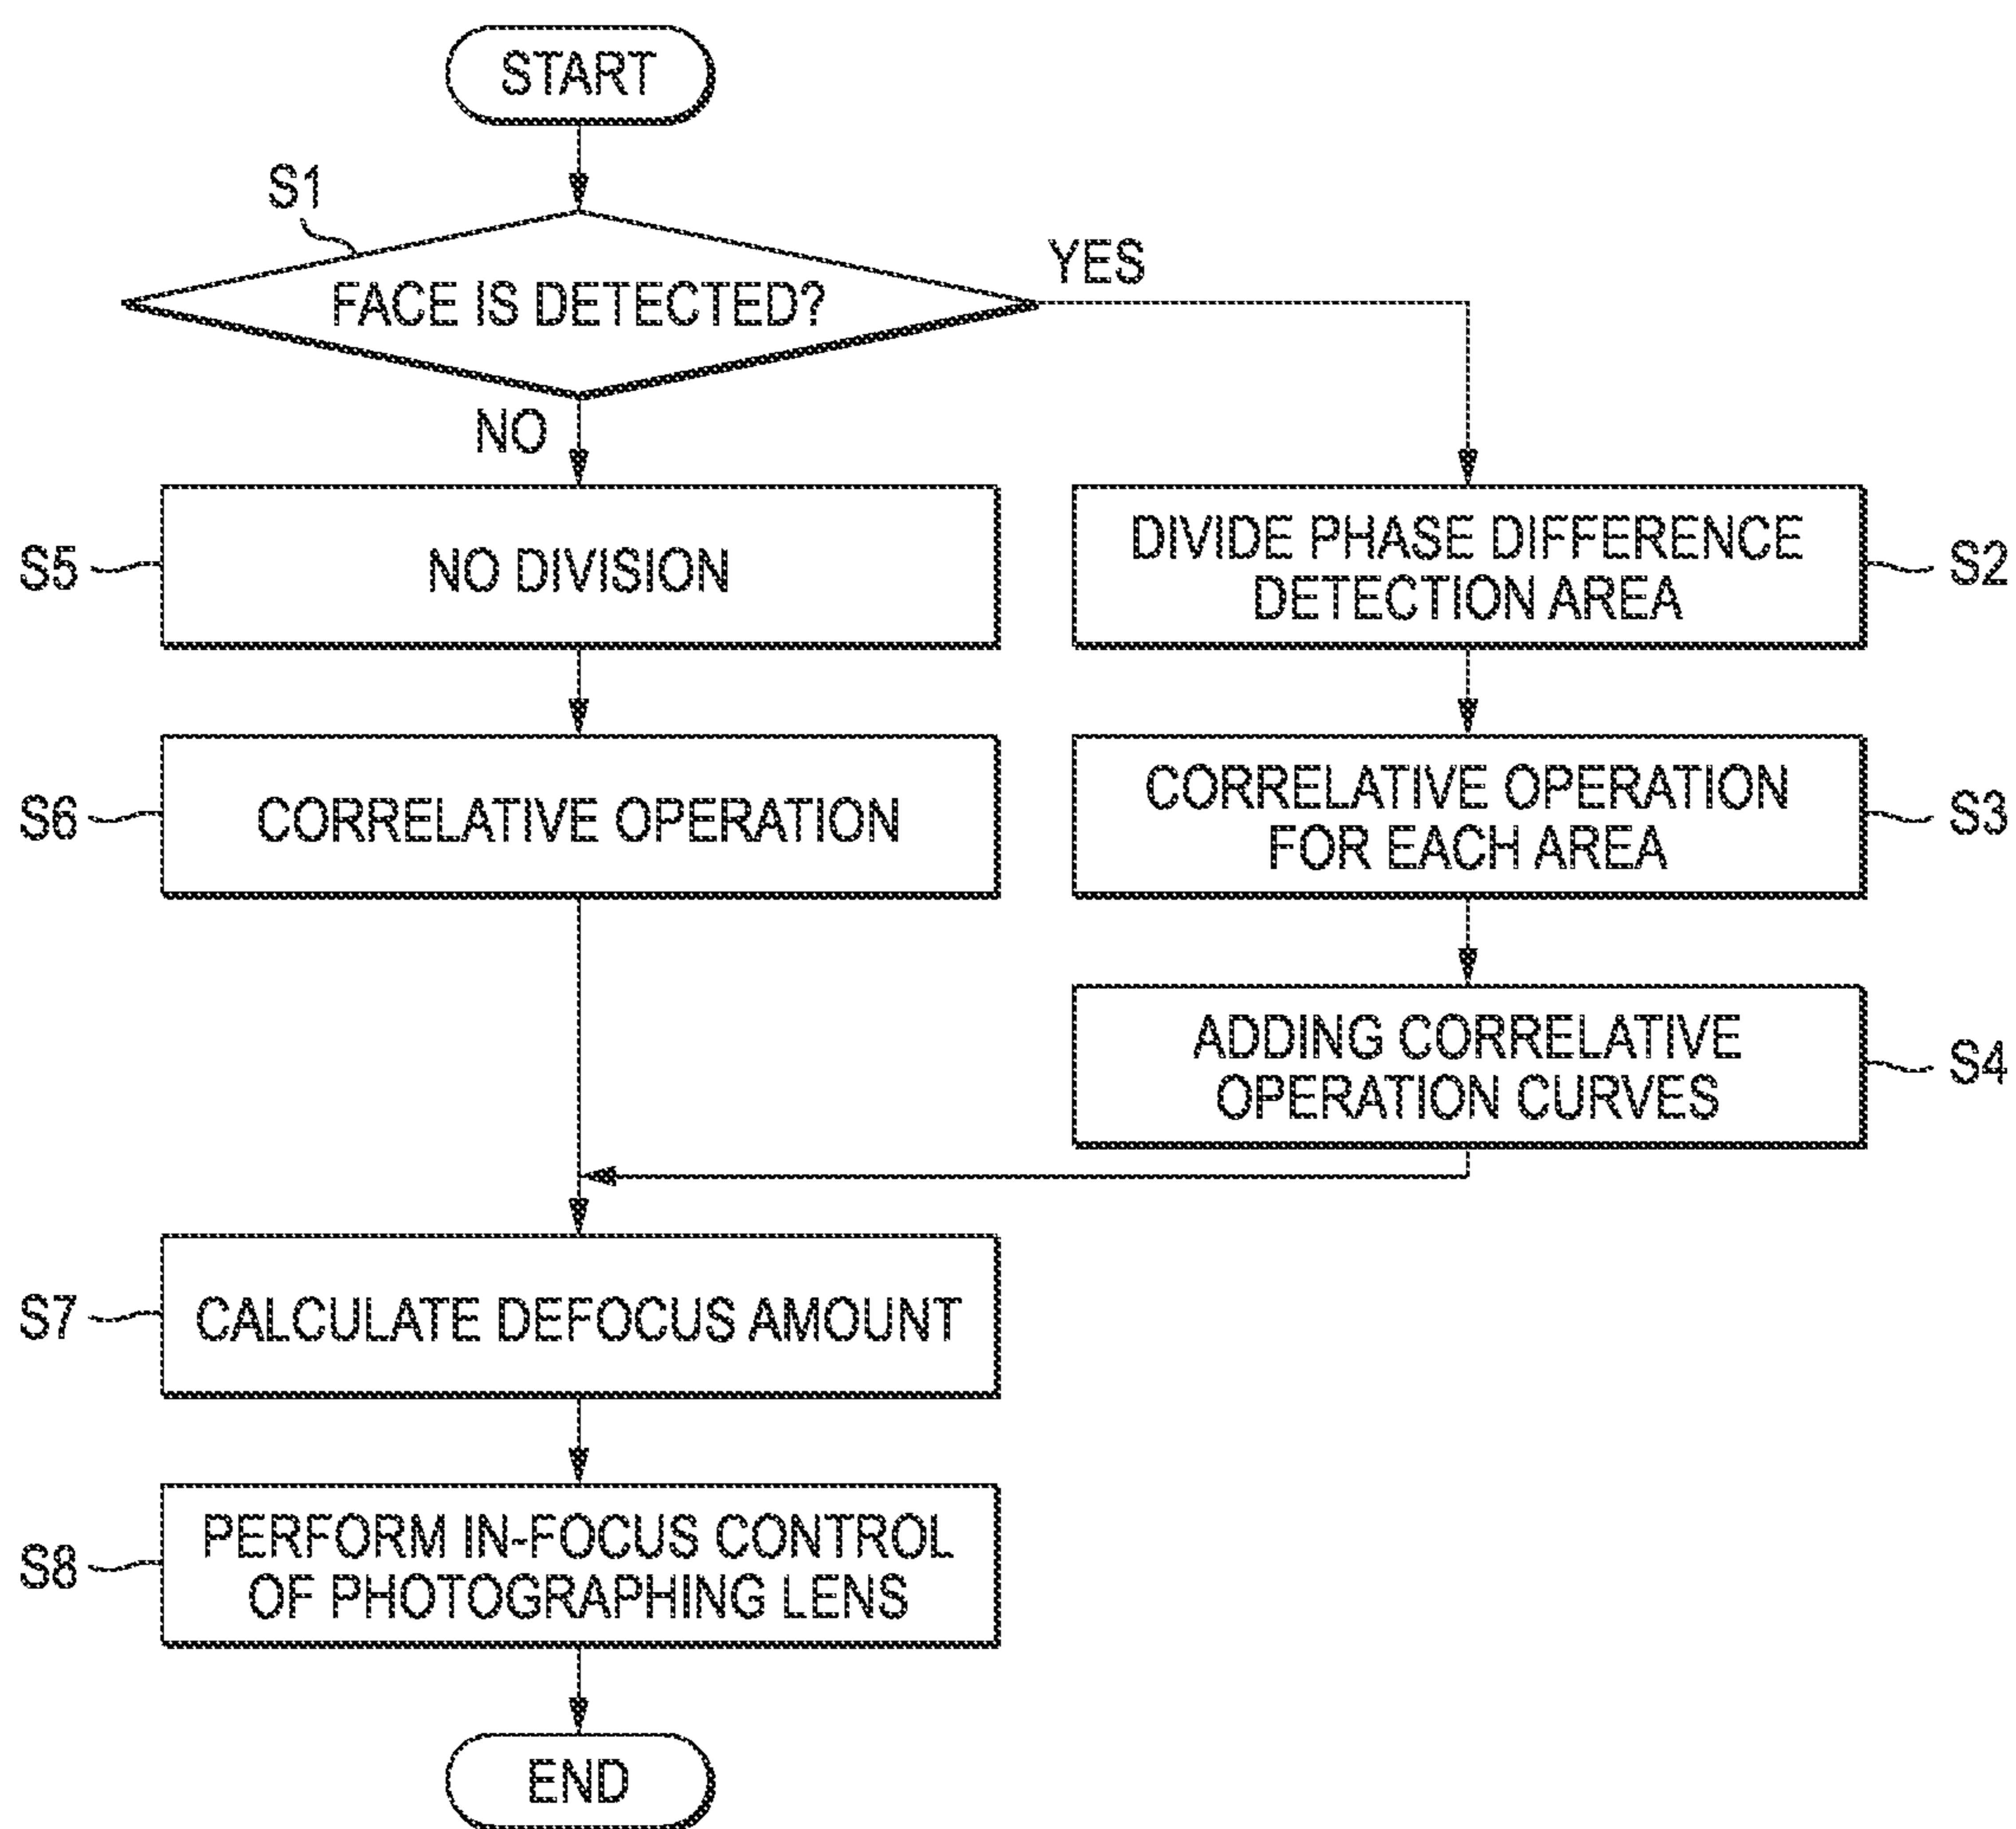 START
S1
FACE IS DETECTED?
YES
NO
S5
NO DIVISION
DIVIDE PHASE DIFFERENCE
DETECTION AREA
S2
S6
CORRELATIVE OPERATION
CORRELATIVE OPERATION
FOR EACH AREA
S3
ADDING CORRELATIVE
OPERATION CURVES
S4
S7
CALCULATE DEFOCUS AMOUNT
S8
PERFORM IN-FOCUS CONTROL
OF PHOTOGRAPHING LENS
END